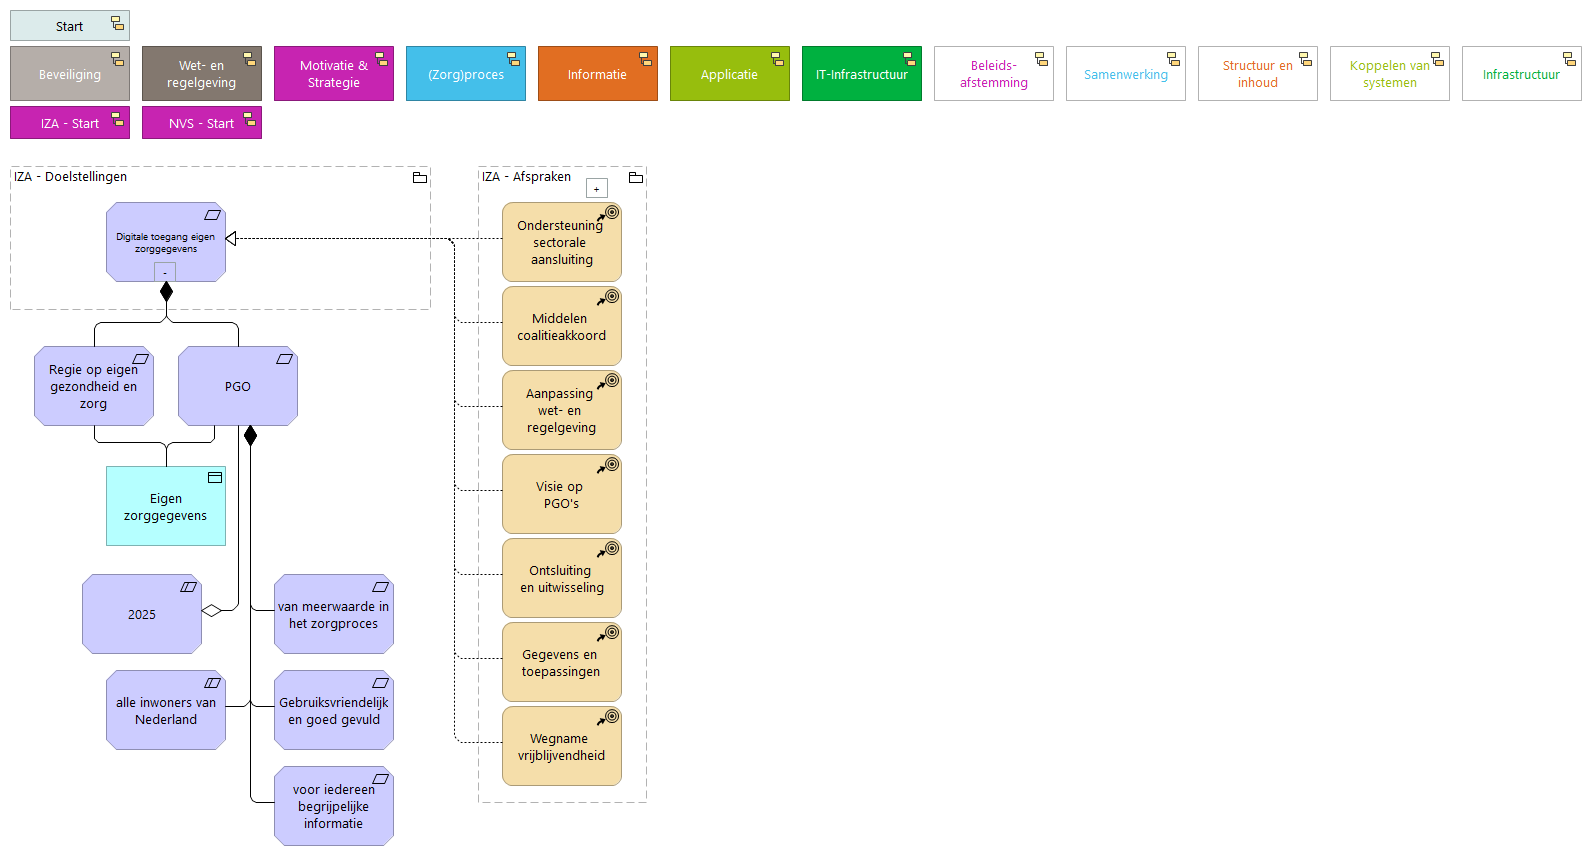 Start
Beveiliging
Wet- en
regelgeving
Motivatie &
Strategie
(Zorg)proces
Informatie
Applicatie
IT-Infrastructuur
Beleids-
afstemming
Samenwerking
Structuur en
inhoud
Koppelen van
systemen
Infrastructuur
IZA - Start
NVS - Start
IZA - Doelstellingen
Digitale toegang eigen
zorggegevens
-
Regie op eigen
gezondheid en
zorg
PGO
Eigen
zorggegevens
2025
van meerwaarde in
het zorgproces
alle inwoners van
Nederland
Gebruiksvriendelijk
en goed gevuld
voor iedereen
begrijpelijke
informatie
IZA - Afspraken
+
Ondersteuning
sectorale
aansluiting
Middelen
coalitieakkoord
Aanpassing
wet- en
regelgeving
Visie op
PGO's
Ontsluiting
en uitwisseling
Gegevens en
toepassingen
Wegname
vrijblijvendheid